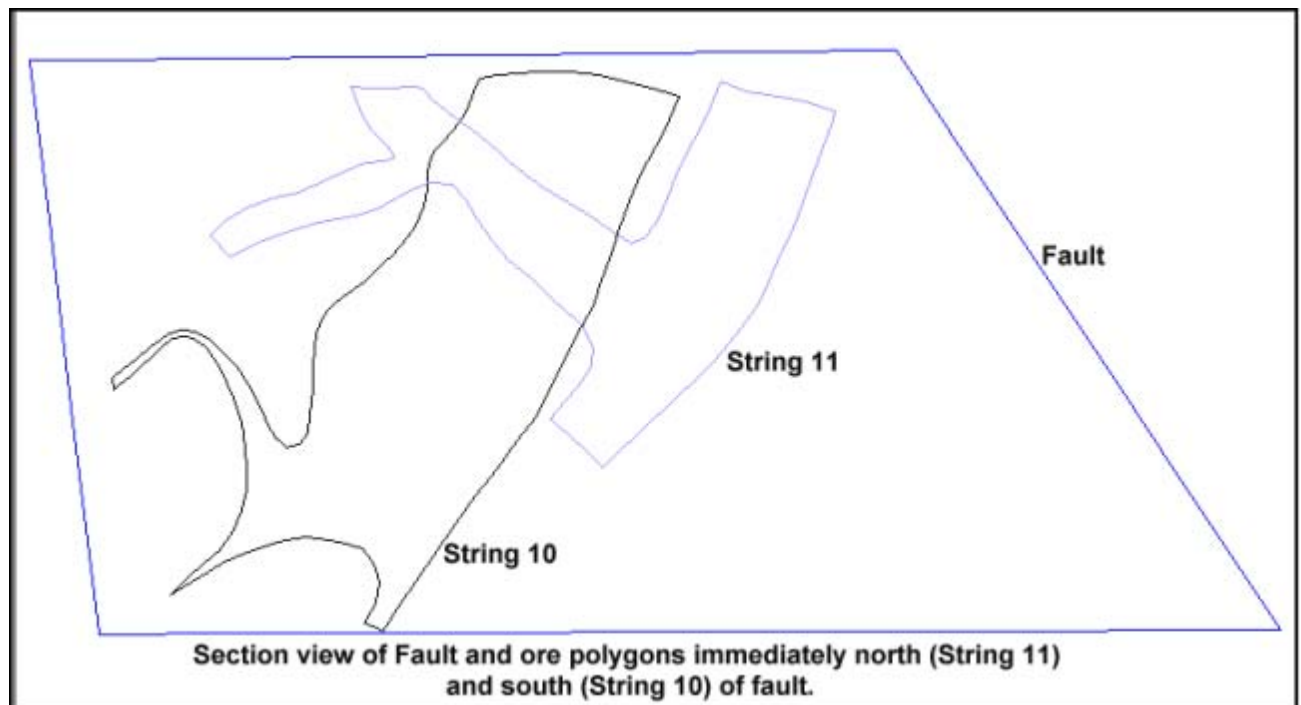 Fault
String 11
String 10
Section view of Fault and ore polygons immediately north (String 11)
and south (String 10) of fault.